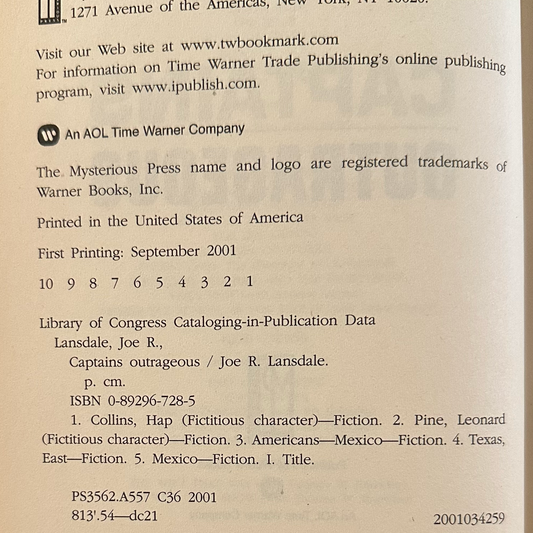 1271 Avenue of the Americas, New York, NY 10020.
Visit our Web site at www.twbookmark.com
For information on Time Warner Trade Publishing's online publishing
program, visit www.ipublish.com.
An AOL Time Warner Company
The Mysterious Press name and logo are registered trademarks of
Warner Books, Inc.
Printed in the United States of America
First Printing: September 2001
10 9 8 7 6 5 4 3 2 1
Library of Congress Cataloging-in-Publication Data
Lansdale, Joe R.,
Captains outrageous / Joe R. Lansdale.
p. cm.
ISBN 0-89296-728-5
1. Collins, Hap (Fictitious character)—Fiction. 2. Pine, Leonard
(Fictitious character)—Fiction. 3. Americans—Mexico—Fiction. 4. Texas,
East—Fiction. 5. Mexico—Fiction. I. Title.
PS3562.A557 C36 2001
813'.54—dc21
2001034259